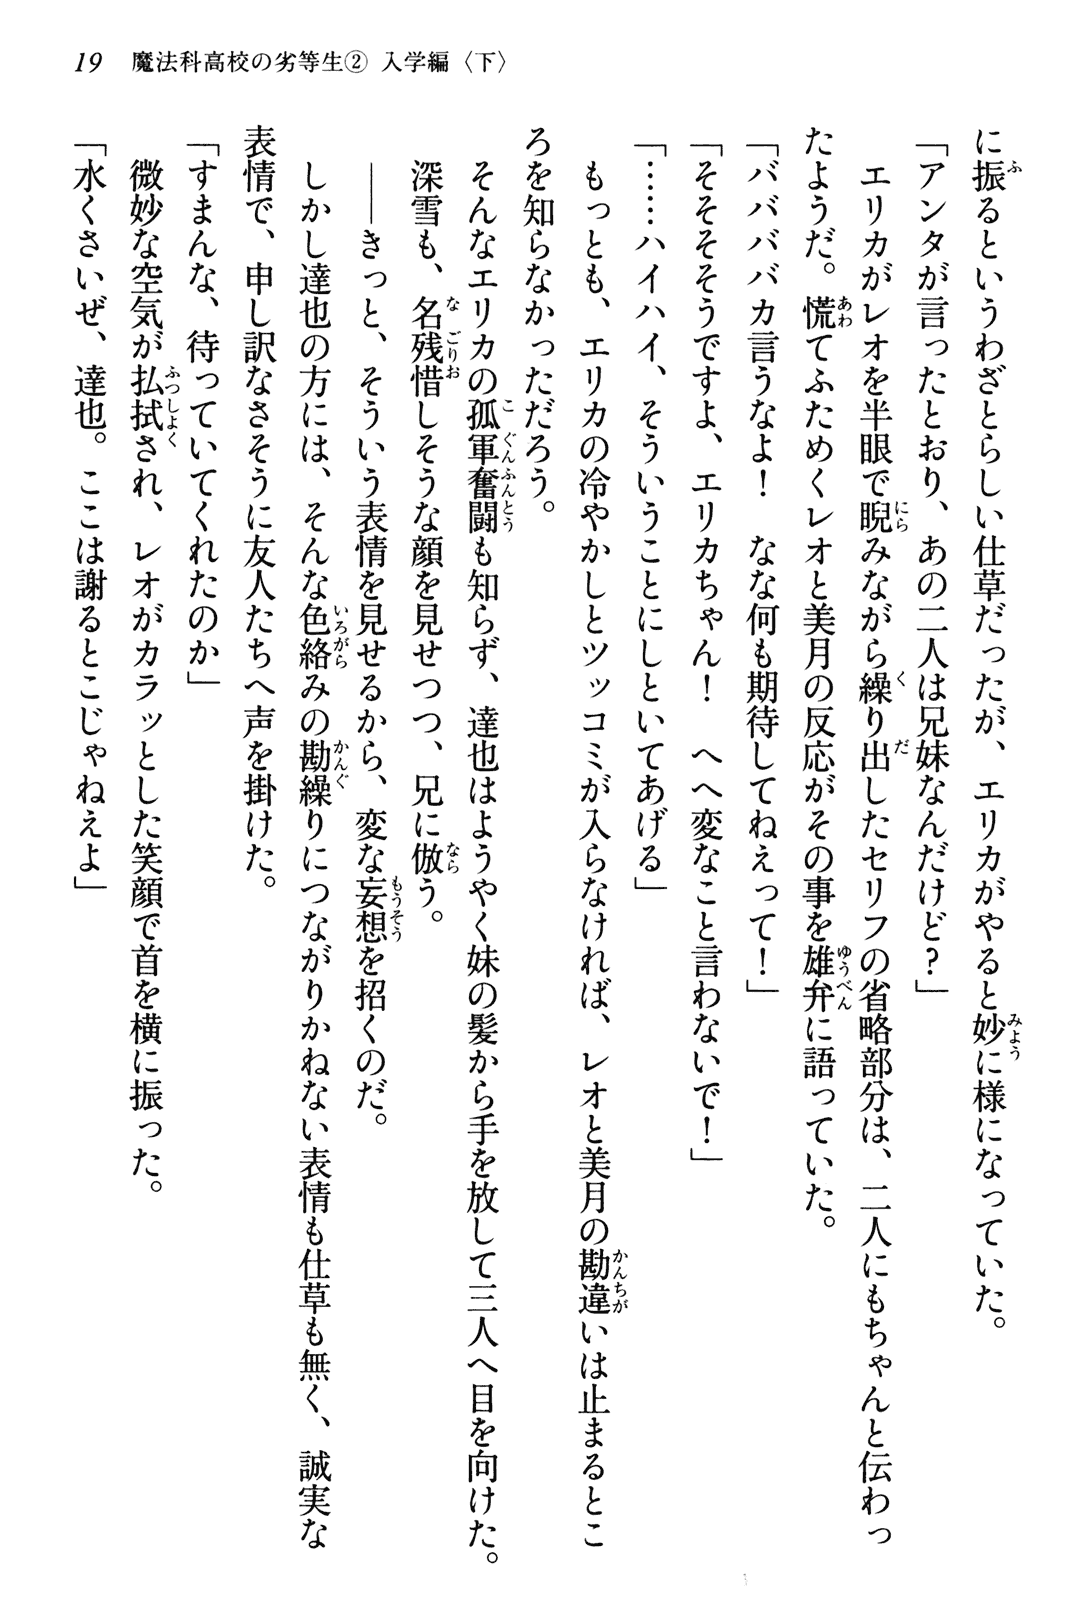 19 魔法科高校の劣等生② 入学編〈下〉
に振るというわざとらしい仕草だったが、エリカがやると妙に様になっていた。
「アンタが言ったとおり、あの二人は兄妹なんだけど？」
　エリカがレオを半眼で睨みながら繰り出したセリフの省略部分は、二人にもちゃんと伝わっ
たようだ。慌てふためくレオと美月の反応がその事を雄弁に語っていた。
「バババカ言うなよ！　なな何も期待してねぇって！」
「そそそそうですよ、エリカちゃん！　へへ変なこと言わないで！」
「……ハイハイ、そういうことにしといてあげる」
　もっとも、エリカの冷やかしとツッコミが入らなければ、レオと美月の勘違いは止まるとこ
ろを知らなかっただろう。
　そんなエリカの孤軍奮闘も知らず、達也はようやく妹の髪から手を放して三人へ目を向けた。
　深雪も、名残惜しそうな顔を見せつつ、兄に倣う。
　――きっと、そういう表情を見せるから、変な妄想を招くのだ。
　しかし達也の方には、そんな色絡みの勘繰りにつながりかねない表情も仕草も無く、誠実な
表情で、申し訳なさそうに友人たちへ声を掛けた。
「すまんな、待っていてくれたのか」
　微妙な空気が払拭され、レオがカラッとした笑顔で首を横に振った。
「水くさいぜ、達也。ここは謝るとこじゃねえよ」